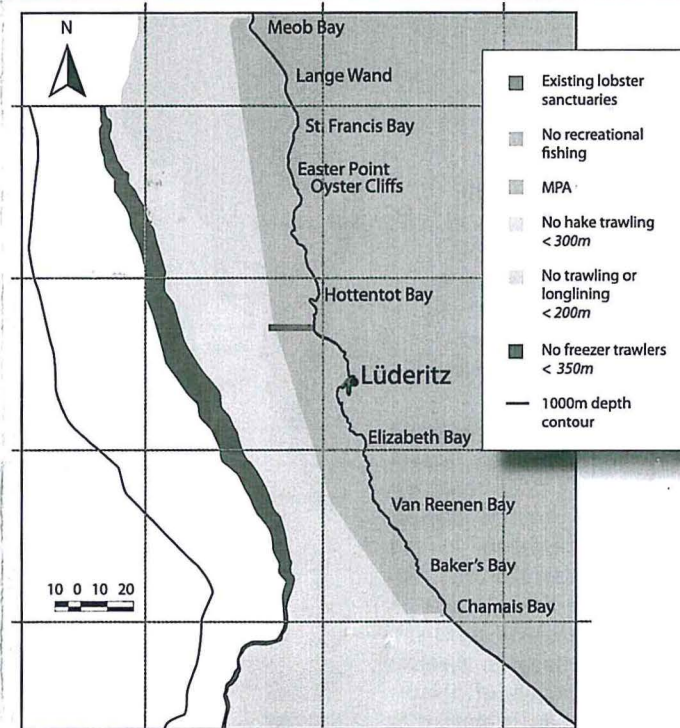 N
Meob Bay
Lange Wand
St. Francis Bay
Easter Point
Oyster Cliffs
Hottentot Bay
Lüderitz
Elizabeth Bay
Van Reenen Bay
Baker's Bay
Chamais Bay
10 0 10 20
Existing lobster
sanctuaries
No recreational
fishing
MPA
No hake trawling
< 300m
No trawling or
longlining
< 200m
No freezer trawlers
< 350m
1000m depth
contour